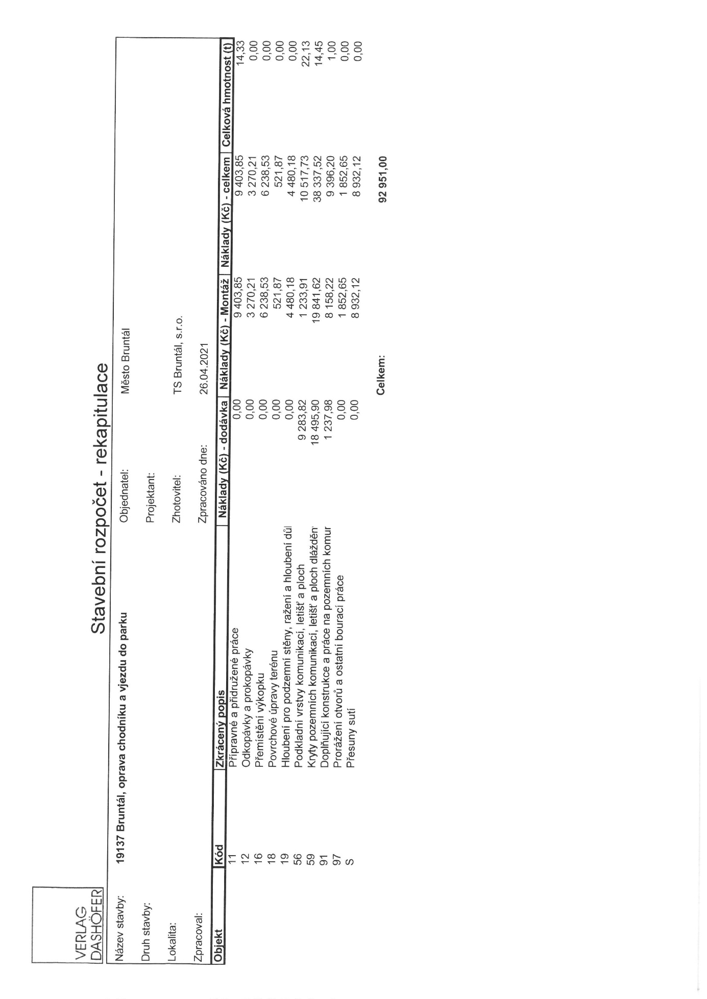 VERLAG
DASHÖFER
Stavební rozpočet - rekapitulace
Název stavby: 19137 Bruntál, oprava chodníku a vjezdu do parku Objednatel: Město Bruntál
Druh stavby: Projektant:
Lokalita: Zhotovitel: TS Bruntál, s.r.o.
Zpracoval: Zpracováno dne: 26.04.2021
Objekt Kód Zkrácený popis Náklady (Kč) - dodávka Náklady (Kč) - Montáž Náklady (Kč) - celkem Celková hmotnost (t)
11 Přípravné a přidružené práce 0,00 9 403,85 9 403,85 14,33
12 Odkopávky a prokopávky 0,00 3 270,21 3 270,21 0,00
16 Přemístění výkopku 0,00 6 238,53 6 238,53 0,00
18 Povrchové úpravy terénu 0,00 521,87 521,87 0,00
19 Hloubení pro podzemní stěny, ražení a hloubení důl 0,00 4 480,18 4 480,18 0,00
56 Podkladní vrstvy komunikací, letišť a ploch 9 283,82 1 233,91 10 517,73 22,13
59 Kryty pozemních komunikací, letišť a ploch dlážděn 18 495,90 19 841,62 38 337,52 14,45
91 Doplňující konstrukce a práce na pozemních komur 1 237,98 8 158,22 9 396,20 1,00
97 Prorážení otvorů a ostatní bourací práce 0,00 1 852,65 1 852,65 0,00
S Přesuny sutí 0,00 8 932,12 8 932,12 0,00
Celkem: 92 951,00